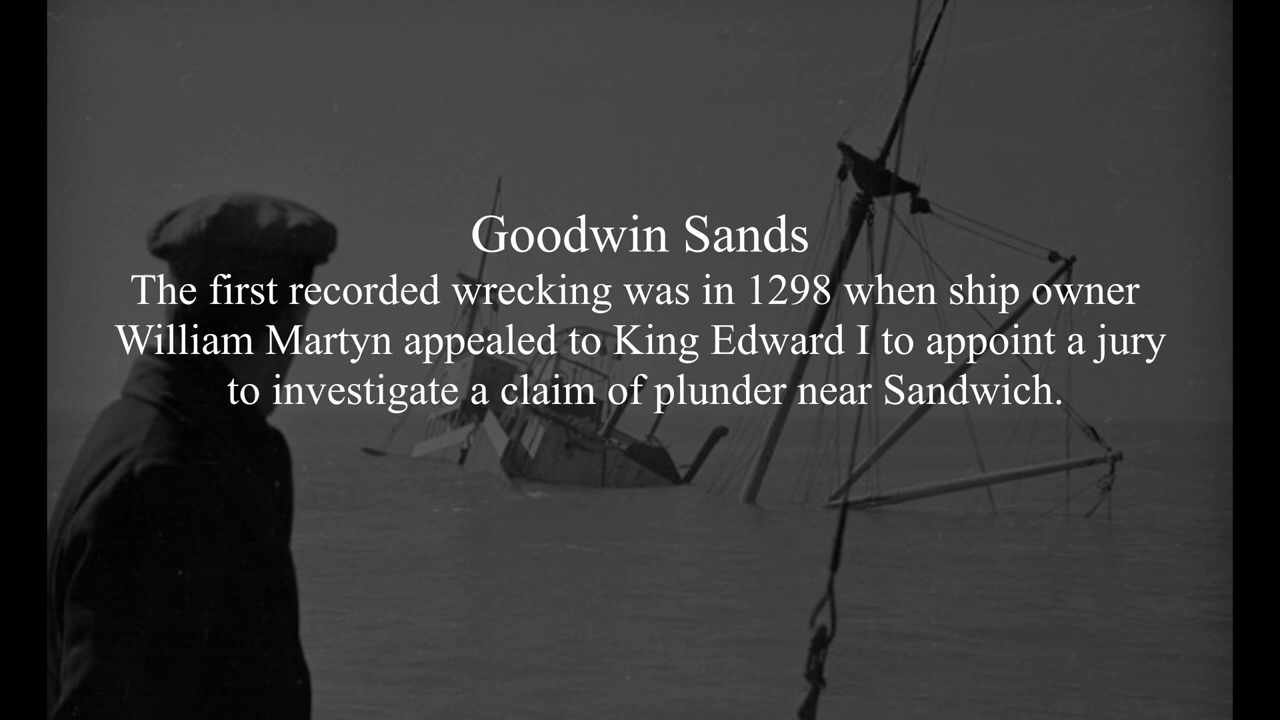 Goodwin Sands
The first recorded wrecking was in 1298 when ship owner
William Martyn appealed to King Edward I to appoint a jury
to investigate a claim of plunder near Sandwich.